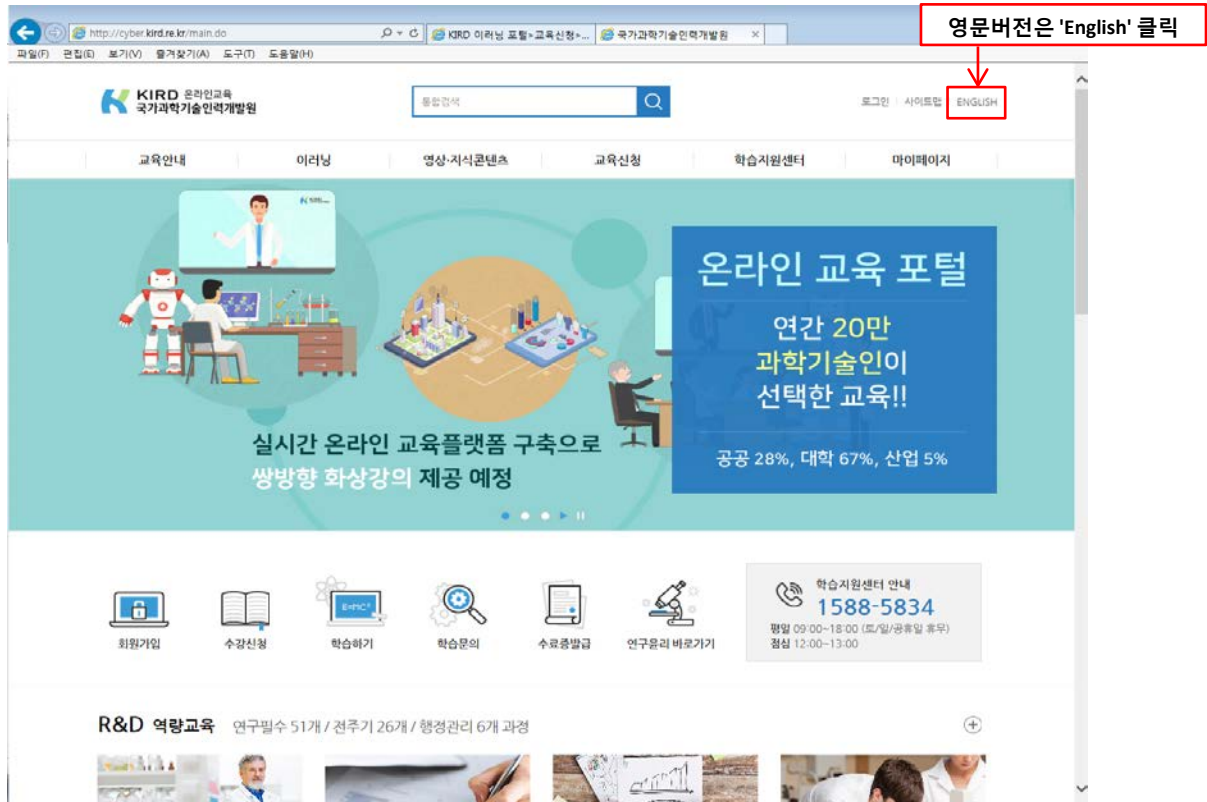 영문버전은 'English' 클릭
http://cyber.kird.re.kr/main.do
KIRD 이러닝 포털>교육신청>...
국가과학기술인력개발원
파일(F) 편집(E) 보기(V) 즐겨찾기(A) 도구(T) 도움말(H)
KIRD 온라인교육
국가과학기술인력개발원
통합검색
로그인 사이트맵 ENGLISH
교육안내 이러닝 영상·지식콘텐츠 교육신청 학습지원센터 마이페이지
온라인 교육 포털
연간 20만
과학기술인이
선택한 교육!!
공공 28%, 대학 67%, 산업 5%
실시간 온라인 교육플랫폼 구축으로
쌍방향 화상강의 제공 예정
E=MC²
회원가입 수강신청 학습하기 학습문의 수료증발급 연구윤리 바로가기
학습지원센터 안내
1588-5834
평일 09:00~18:00 (토/일/공휴일 휴무)
점심 12:00~13:00
R&D 역량교육 연구필수 51개 / 전주기 26개 / 행정관리 6개 과정